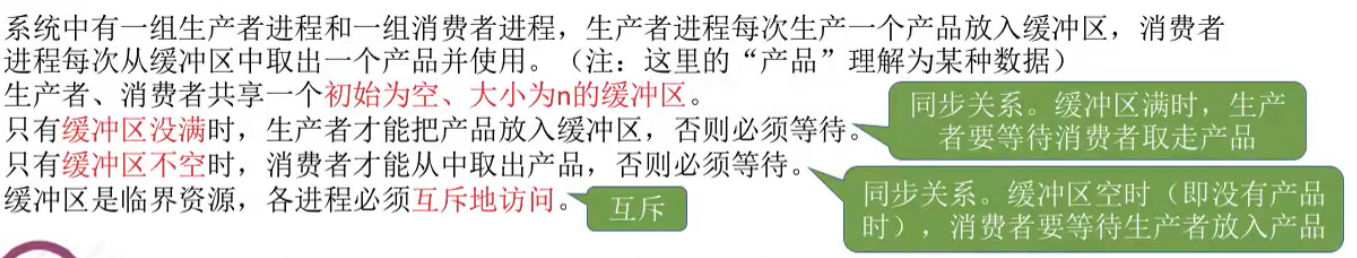 系统中有一组生产者进程和一组消费者进程，生产者进程每次生产一个产品放入缓冲区，消费者
进程每次从缓冲区中取出一个产品并使用。（注：这里的“产品”理解为某种数据）
生产者、消费者共享一个初始为空、大小为n的缓冲区。
只有缓冲区没满时，生产者才能把产品放入缓冲区，否则必须等待。
同步关系。缓冲区满时，生产
者要等待消费者取走产品
只有缓冲区不空时，消费者才能从中取出产品，否则必须等待。
同步关系。缓冲区空时（即没有产品
时），消费者要等待生产者放入产品
缓冲区是临界资源，各进程必须互斥地访问。
互斥